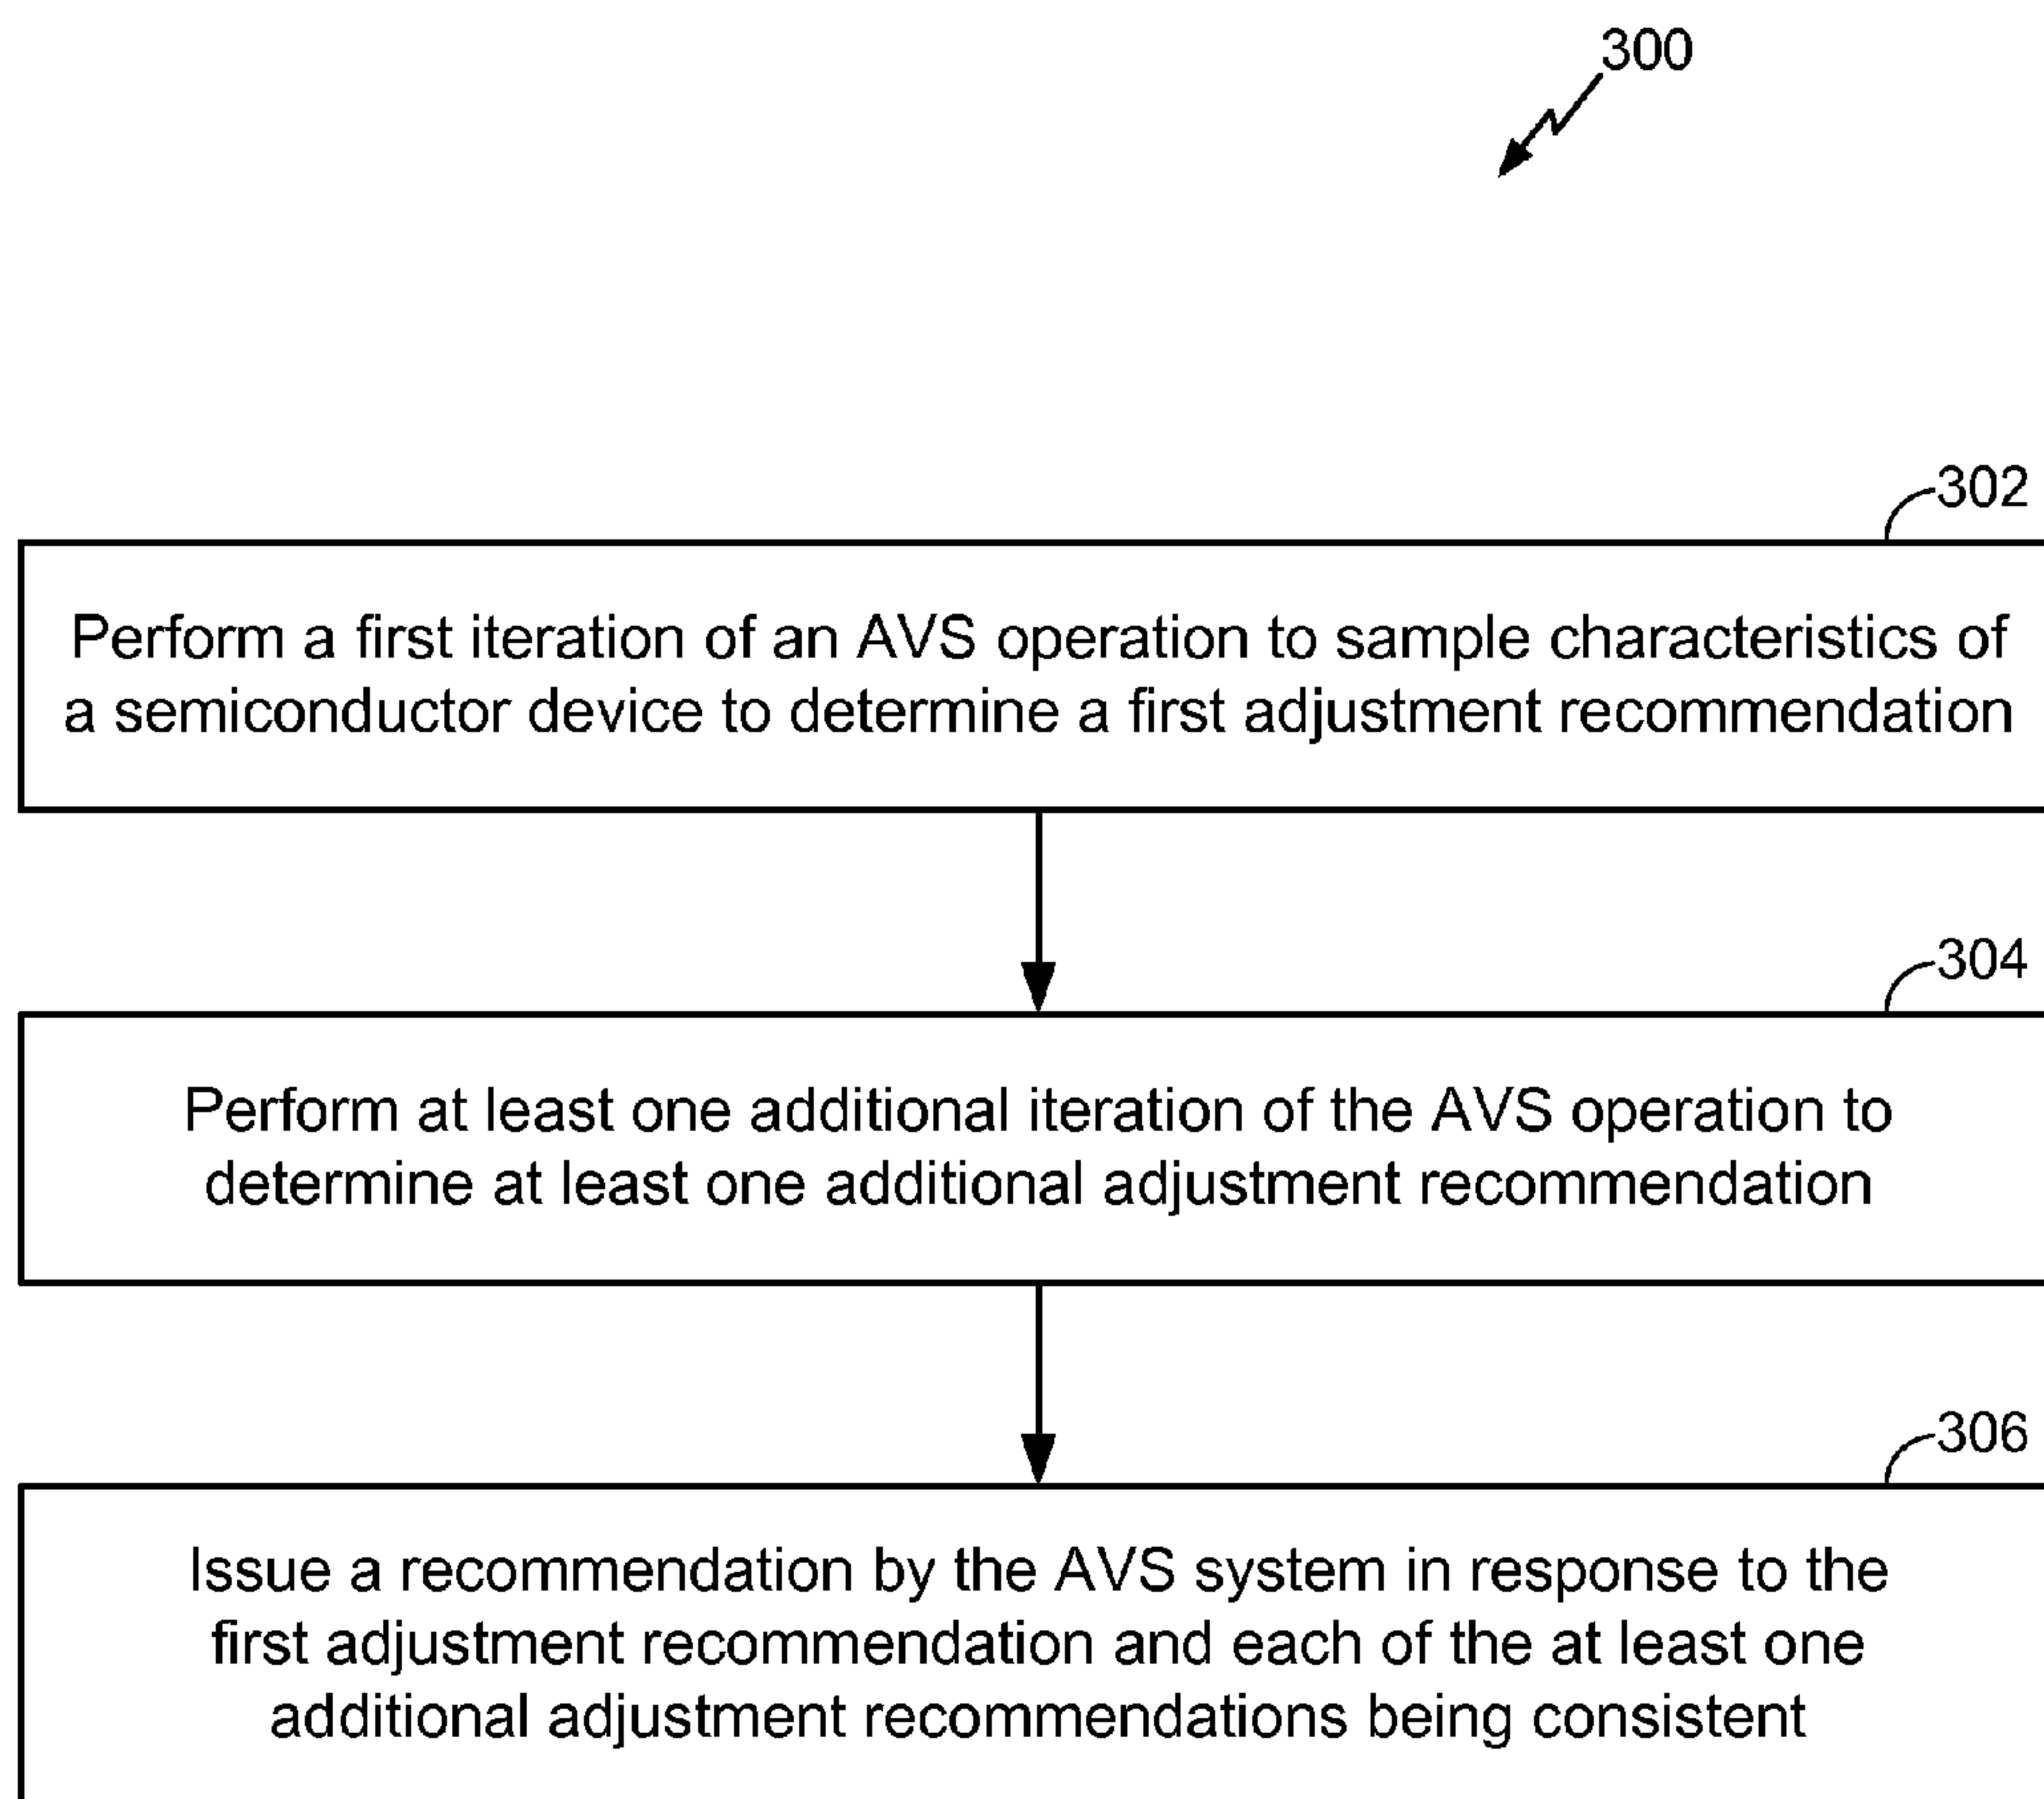 300
302
Perform a first iteration of an AVS operation to sample characteristics of
a semiconductor device to determine a first adjustment recommendation
304
Perform at least one additional iteration of the AVS operation to
determine at least one additional adjustment recommendation
306
Issue a recommendation by the AVS system in response to the
first adjustment recommendation and each of the at least one
additional adjustment recommendations being consistent